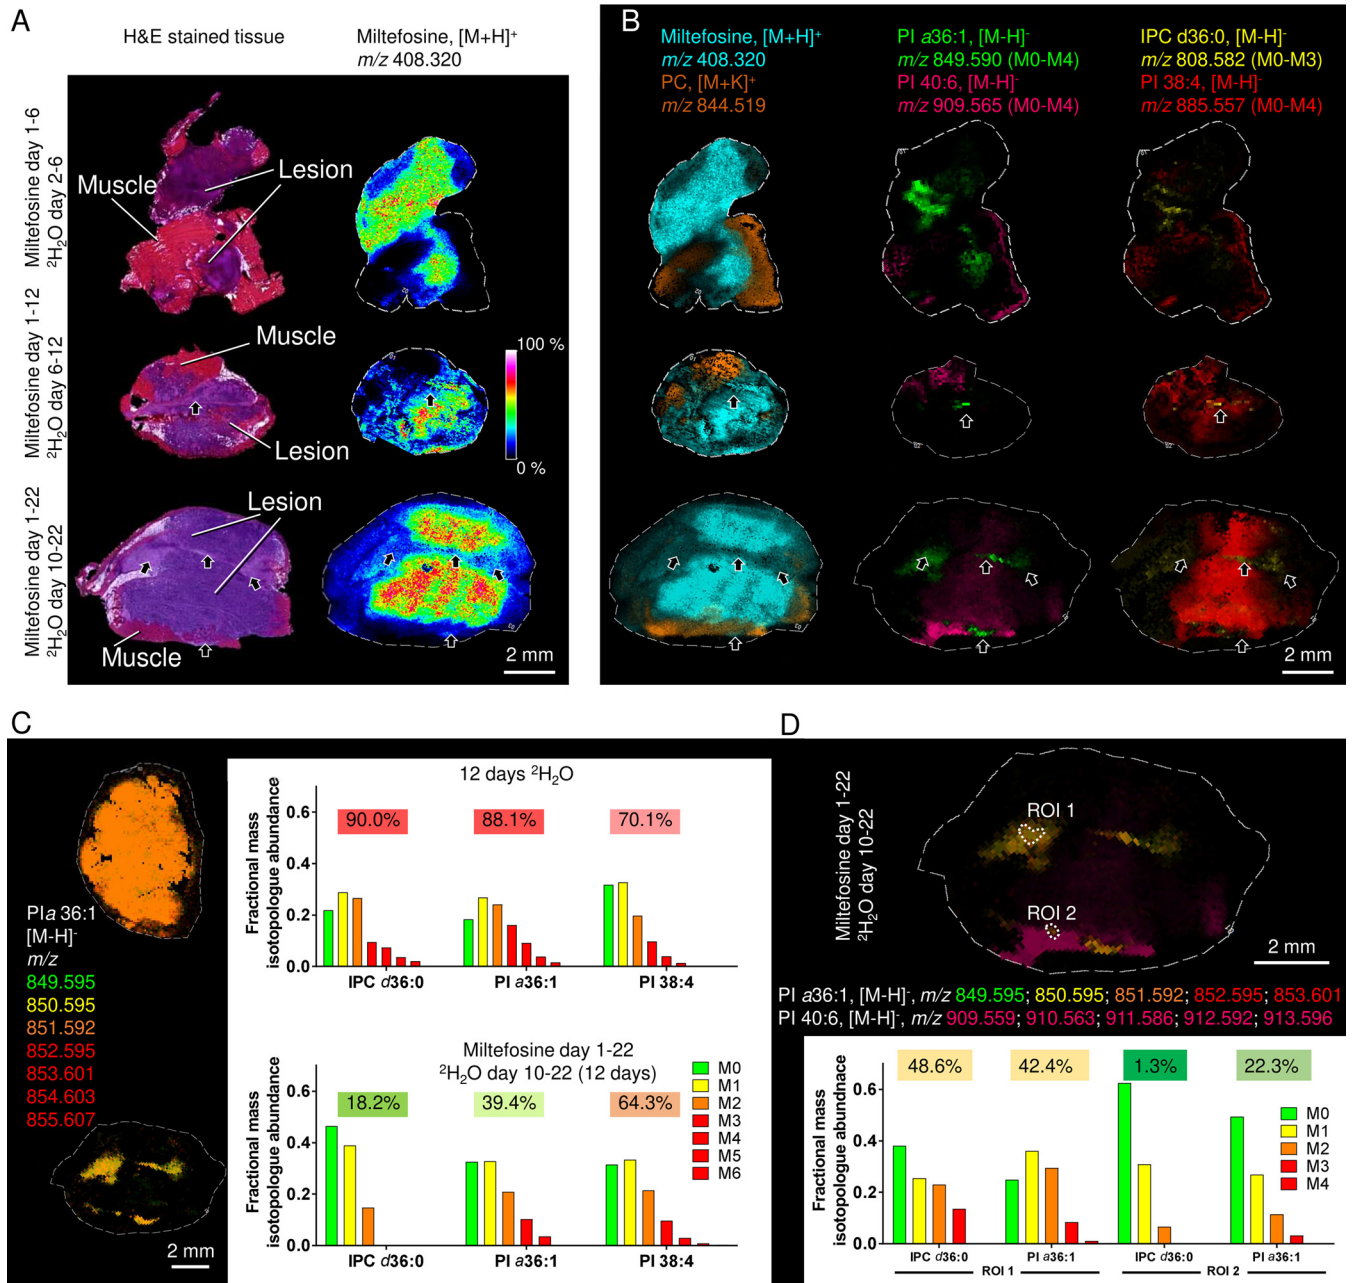 A
H&E stained tissue
Miltefosine, [M+H]⁺
m/z 408.320
Miltefosine day 1-6
²H₂O day 2-6
Muscle
Lesion
Miltefosine day 1-12
²H₂O day 6-12
Muscle
Lesion
100 %
0 %
Miltefosine day 1-22
²H₂O day 10-22
Lesion
Muscle
2 mm
B
Miltefosine, [M+H]⁺
m/z 408.320
PC, [M+K]⁺
m/z 844.519
PI a36:1, [M-H]⁻
m/z 849.590 (M0-M4)
PI 40:6, [M-H]⁻
m/z 909.565 (M0-M4)
IPC d36:0, [M-H]⁻
m/z 808.582 (M0-M3)
PI 38:4, [M-H]⁻
m/z 885.557 (M0-M4)
2 mm
C
PIa 36:1
[M-H]⁻
m/z
849.595
850.595
851.592
852.595
853.601
854.603
855.607
2 mm
12 days ²H₂O
Fractional mass
isotopologue abundance
0.6
0.4
0.2
0.0
90.0%
88.1%
70.1%
IPC d36:0
PI a36:1
PI 38:4
Miltefosine day 1-22
²H₂O day 10-22 (12 days)
Fractional mass
isotopologue abundance
0.6
0.4
0.2
0.0
18.2%
39.4%
64.3%
M0
M1
M2
M3
M4
M5
M6
IPC d36:0
PI a36:1
PI 38:4
D
Miltefosine day 1-22
²H₂O day 10-22
ROI 1
ROI 2
2 mm
PI a36:1, [M-H]⁻, m/z 849.595; 850.595; 851.592; 852.595; 853.601
PI 40:6, [M-H]⁻, m/z 909.559; 910.563; 911.586; 912.592; 913.596
Fractional mass
isotopologue abundnace
0.6
0.4
0.2
0.0
48.6%
42.4%
1.3%
22.3%
M0
M1
M2
M3
M4
IPC d36:0
PI a36:1
IPC d36:0
PI a36:1
ROI 1
ROI 2